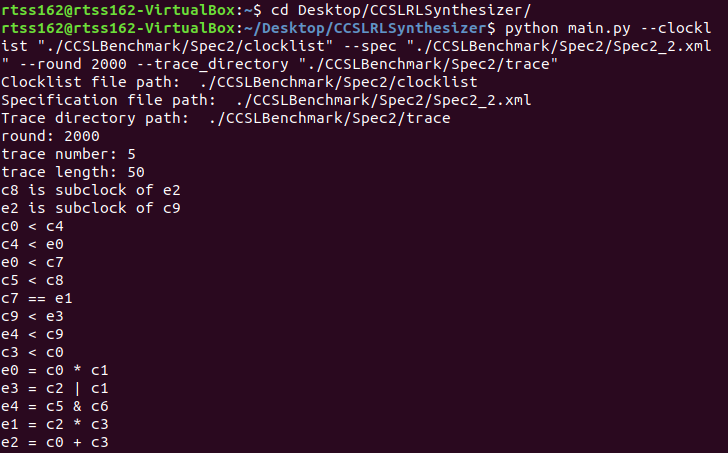 rtss162@rtss162-VirtualBox:~$ cd Desktop/CCSLRLSynthesizer/
rtss162@rtss162-VirtualBox:~/Desktop/CCSLRLSynthesizer$ python main.py --clockl
ist "./CCSLBenchmark/Spec2/clocklist" --spec "./CCSLBenchmark/Spec2/Spec2_2.xml
" --round 2000 --trace_directory "./CCSLBenchmark/Spec2/trace"
Clocklist file path:  ./CCSLBenchmark/Spec2/clocklist
Specification file path:  ./CCSLBenchmark/Spec2/Spec2_2.xml
Trace directory path:  ./CCSLBenchmark/Spec2/trace
round: 2000
trace number: 5
trace length: 50
c8 is subclock of e2
e2 is subclock of c9
c0 < c4
c4 < e0
e0 < c7
c5 < c8
c7 == e1
c9 < e3
e4 < c9
c3 < c0
e0 = c0 * c1
e3 = c2 | c1
e4 = c5 & c6
e1 = c2 * c3
e2 = c0 + c3